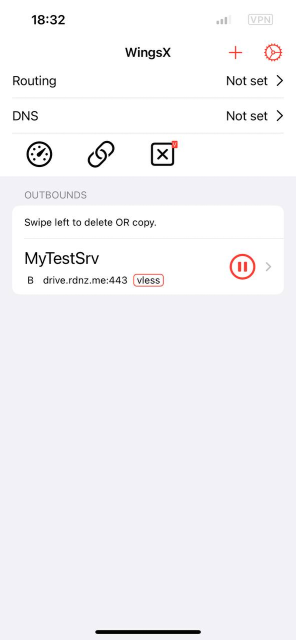 18:32
VPN
WingsX
Routing Not set
DNS Not set
OUTBOUNDS
Swipe left to delete OR copy.
MyTestSrv
B drive.rdnz.me:443 vless